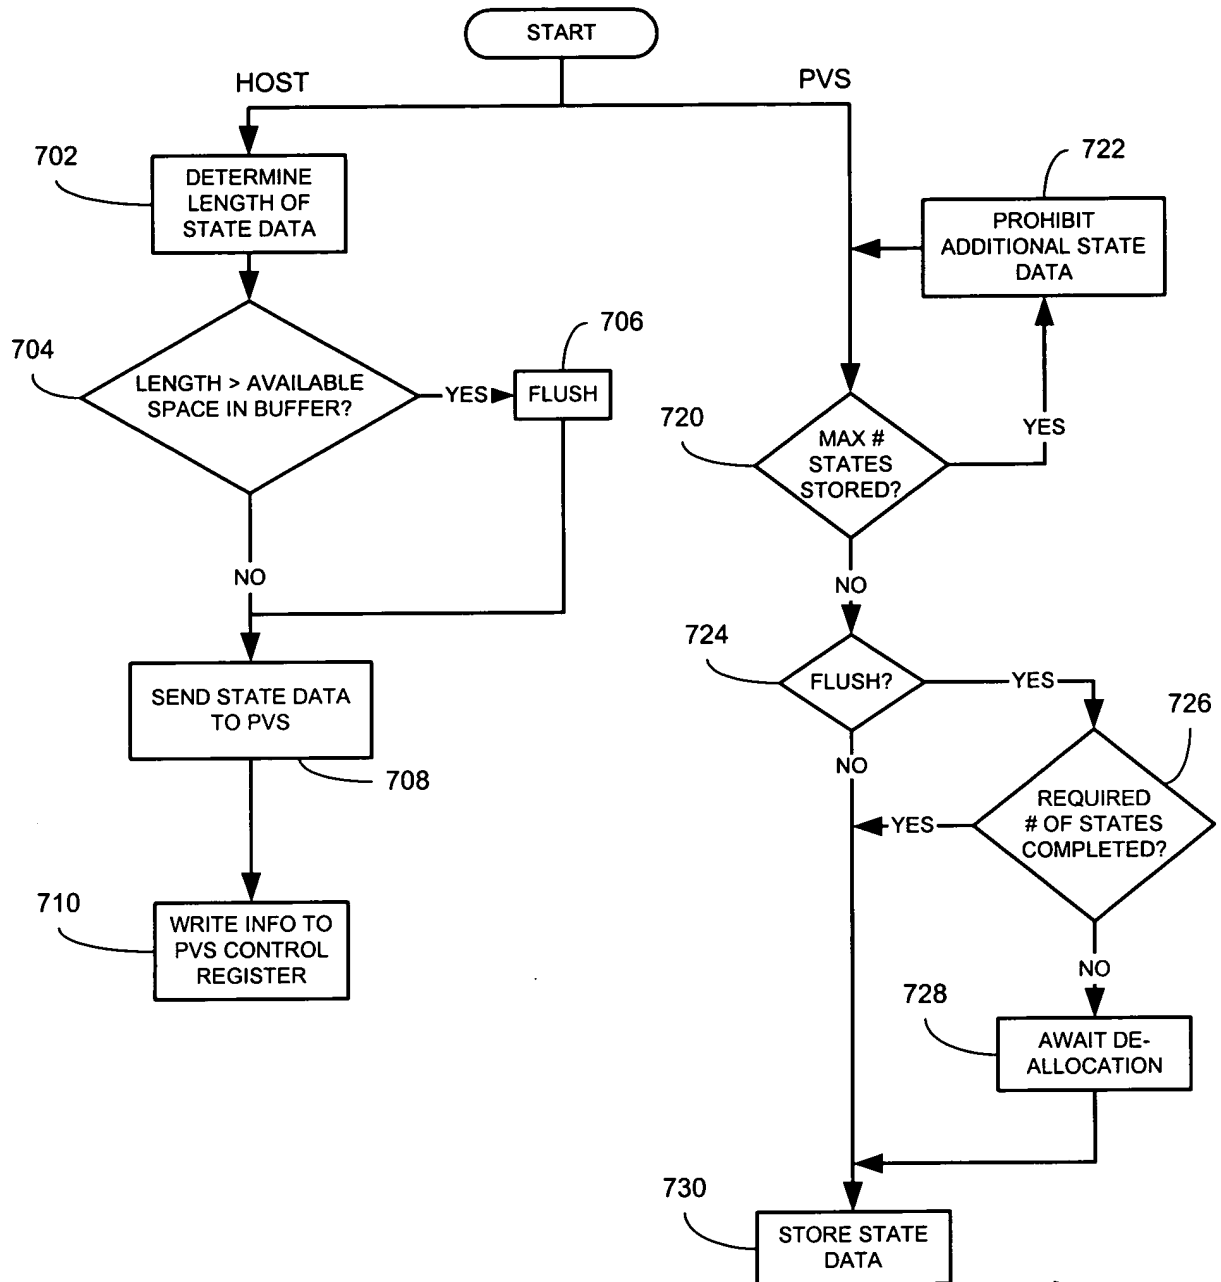 START
HOST
PVS
702
DETERMINE
LENGTH OF
STATE DATA
722
PROHIBIT
ADDITIONAL STATE
DATA
704
LENGTH > AVAILABLE
SPACE IN BUFFER?
YES
706
FLUSH
720
MAX #
STATES
STORED?
YES
NO
NO
724
FLUSH?
YES
726
SEND STATE DATA
TO PVS
708
NO
REQUIRED
# OF STATES
COMPLETED?
YES
710
WRITE INFO TO
PVS CONTROL
REGISTER
NO
728
AWAIT DE-
ALLOCATION
730
STORE STATE
DATA